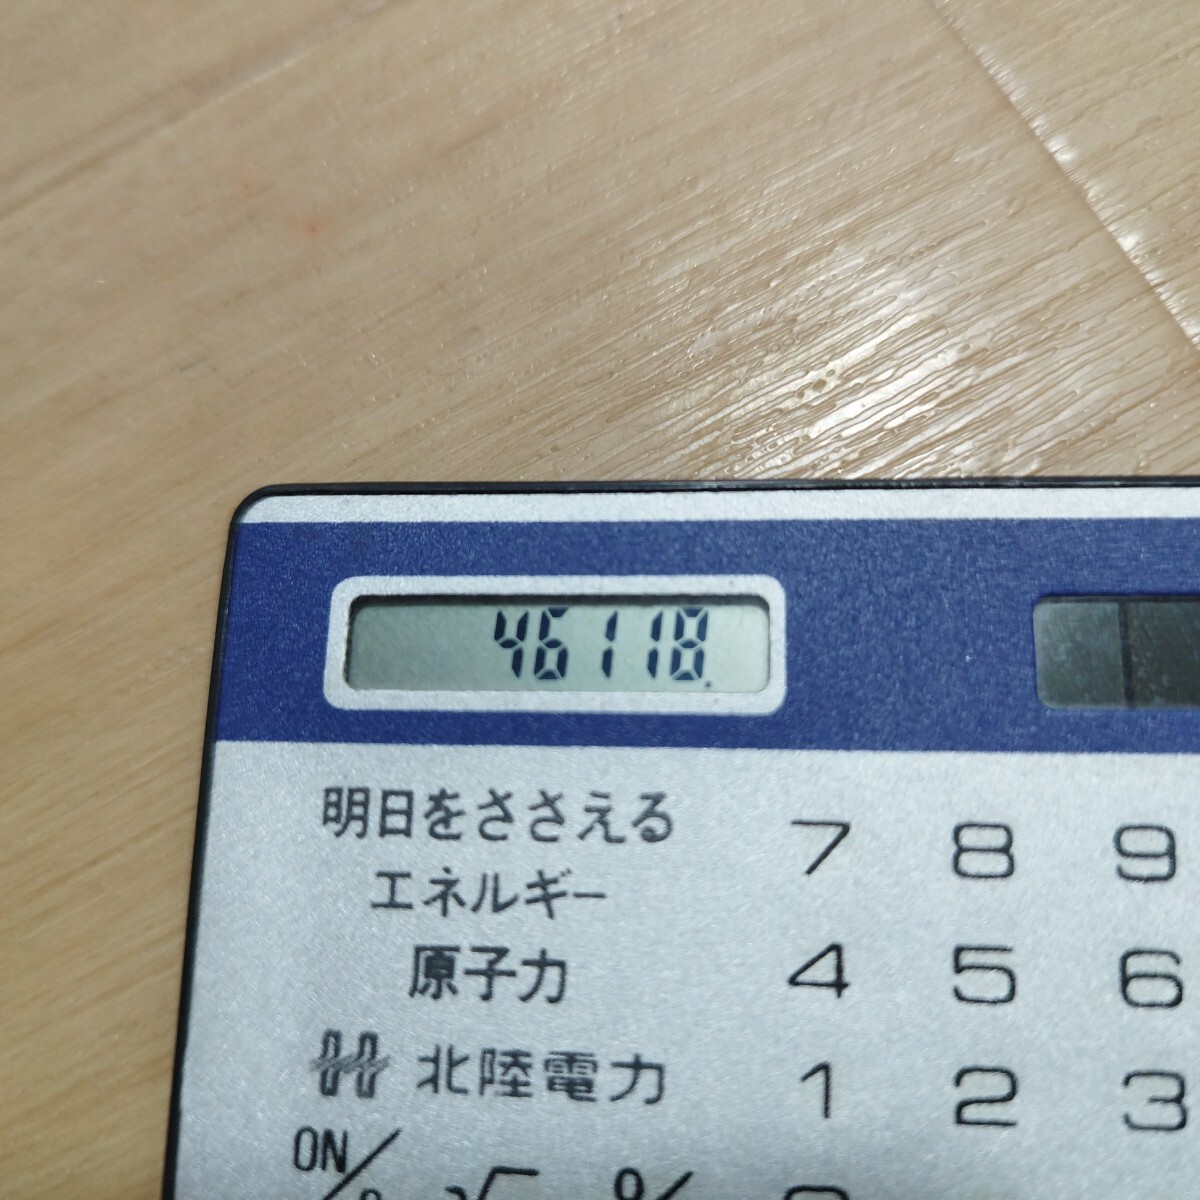 46118.
明日をささえる
エネルギー
原子力
北陸電力
7 8 9
4 5 6
1 2 3
ON/
√ %